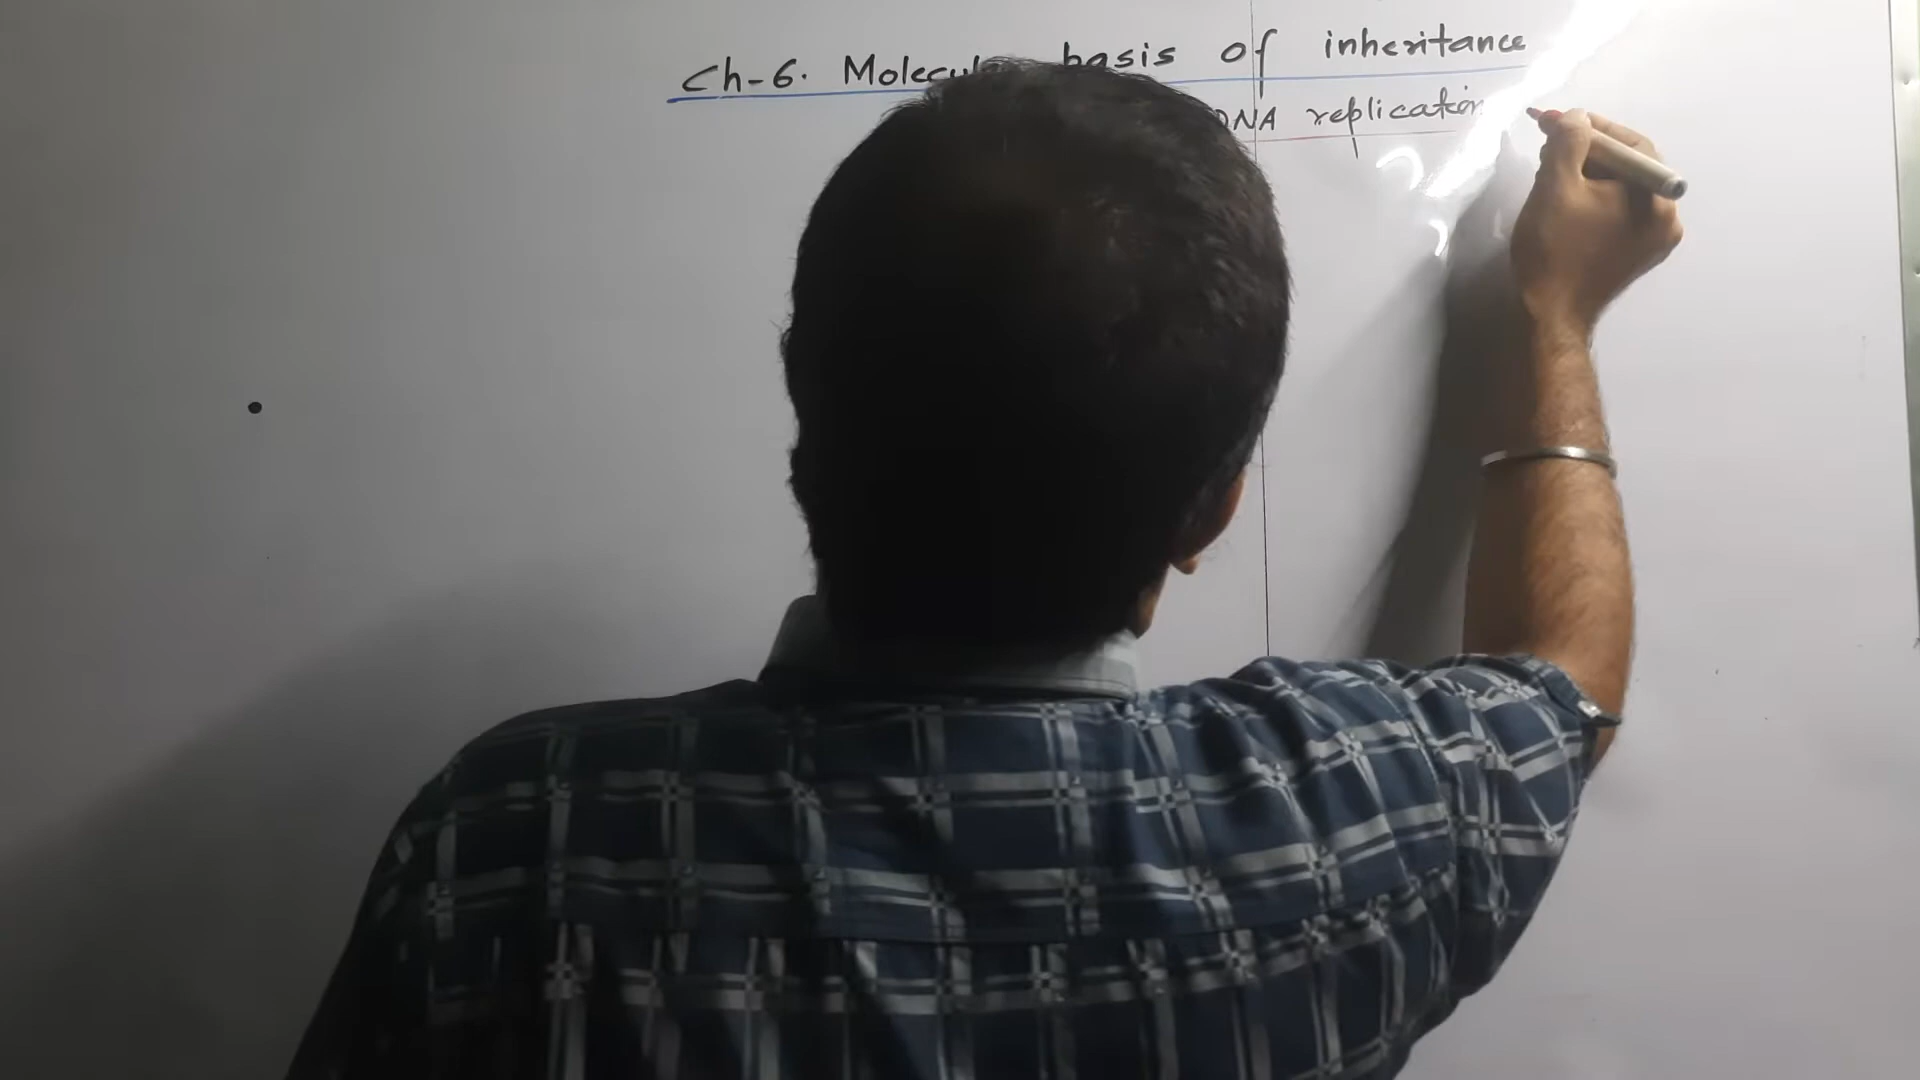 Ch-6. Molecular basis of inheritance
DNA replication